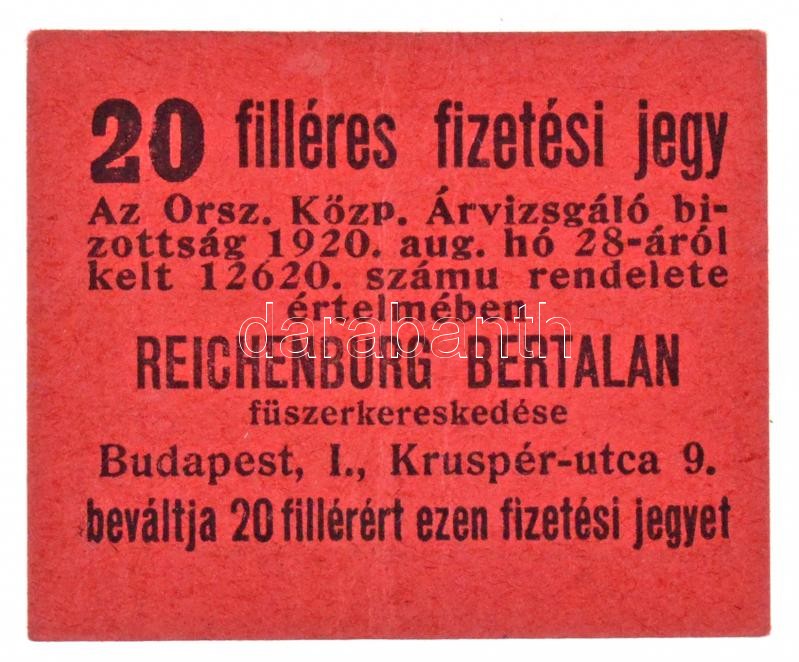 20 filléres fizetési jegy
Az Orsz. Közp. Árvizsgáló bi-
zottság 1920. aug. hó 28-áról
kelt 12620. számu rendelete
értelmében
darabanth
REICHENBURG BERTALAN
füszerkereskedése
Budapest, I., Kruspér-utca 9.
beváltja 20 fillérért ezen fizetési jegyet